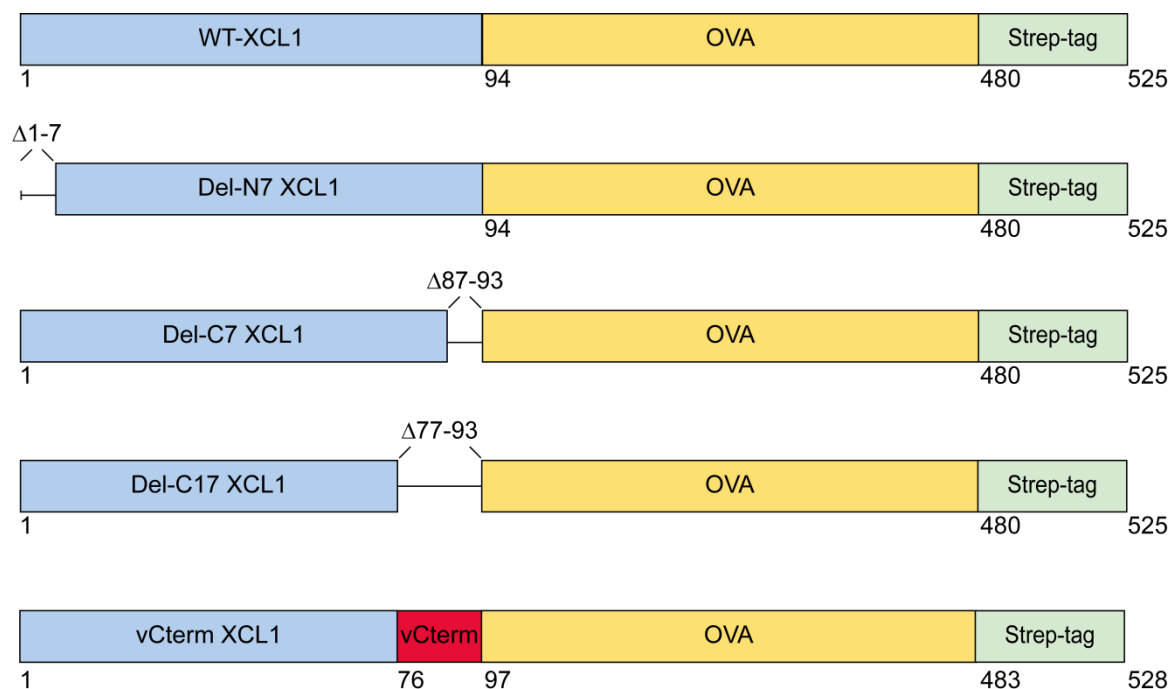 WT-XCL1 OVA Strep-tag
1 94 480 525
Δ1-7
Del-N7 XCL1 OVA Strep-tag
94 480 525
Δ87-93
Del-C7 XCL1 OVA Strep-tag
1 480 525
Δ77-93
Del-C17 XCL1 OVA Strep-tag
1 480 525
vCterm XCL1 vCterm OVA Strep-tag
1 76 97 483 528